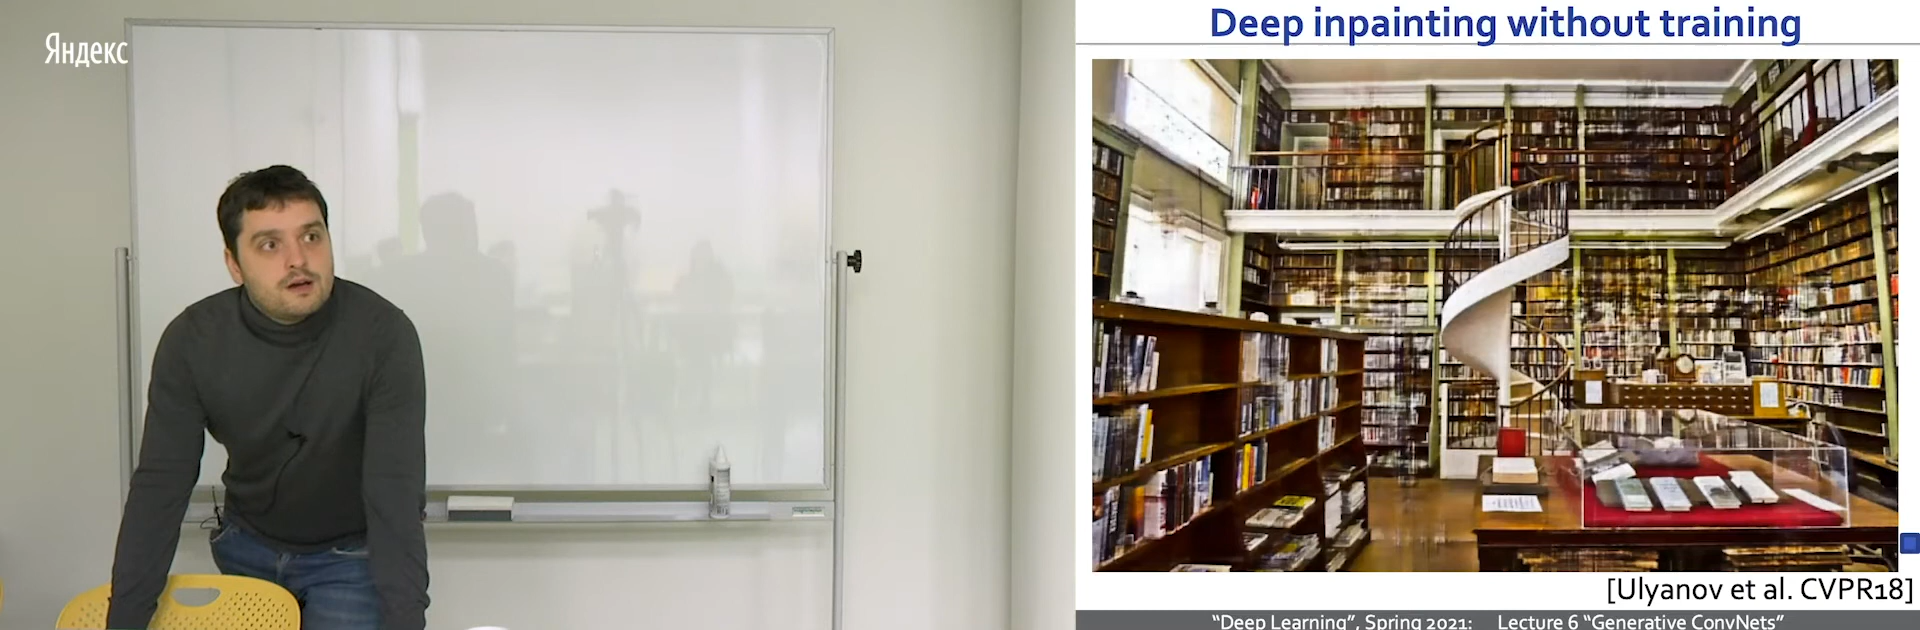 Яндекс
Deep inpainting without training
[Ulyanov et al. CVPR18]
"Deep Learning", Spring 2021: Lecture 6 "Generative ConvNets"